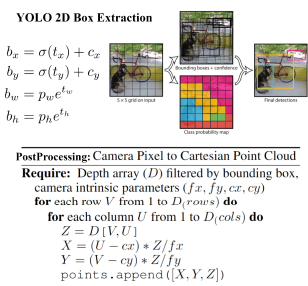 YOLO 2D Box Extraction
b_x = σ(t_x) + c_x
b_y = σ(t_y) + c_y
b_w = p_w e^{t_w}
b_h = p_h e^{t_h}
S × S grid on input
Bounding boxes + confidence
Class probability map
Final detections
PostProcessing: Camera Pixel to Cartesian Point Cloud
Require: Depth array (D) filtered by bounding box,
camera intrinsic parameters (fx, fy, cx, cy)
for each row V from 1 to D(rows) do
for each column U from 1 to D(cols) do
Z = D[V,U]
X = (U − cx) * Z/fx
Y = (V − cy) * Z/fy
points.append([X,Y,Z])